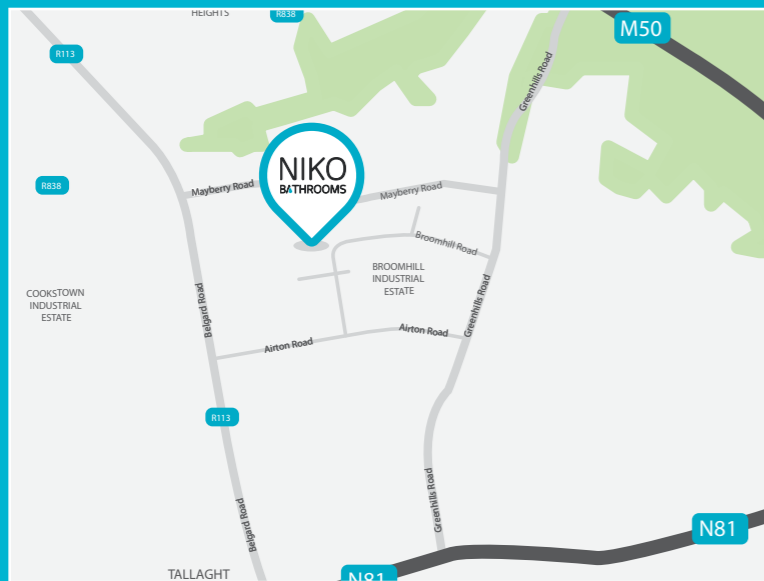 HEIGHTS
R838
M50
R113
Greenhills Road
NIKO
BATHROOMS
R838
Mayberry Road
Mayberry Road
Broomhill Road
BROOMHILL
INDUSTRIAL
ESTATE
COOKSTOWN
INDUSTRIAL
ESTATE
Belgard Road
Greenhills Road
Airton Road
Airton Road
R113
Greenhills Road
Belgard Road
N81
TALLAGHT
N81